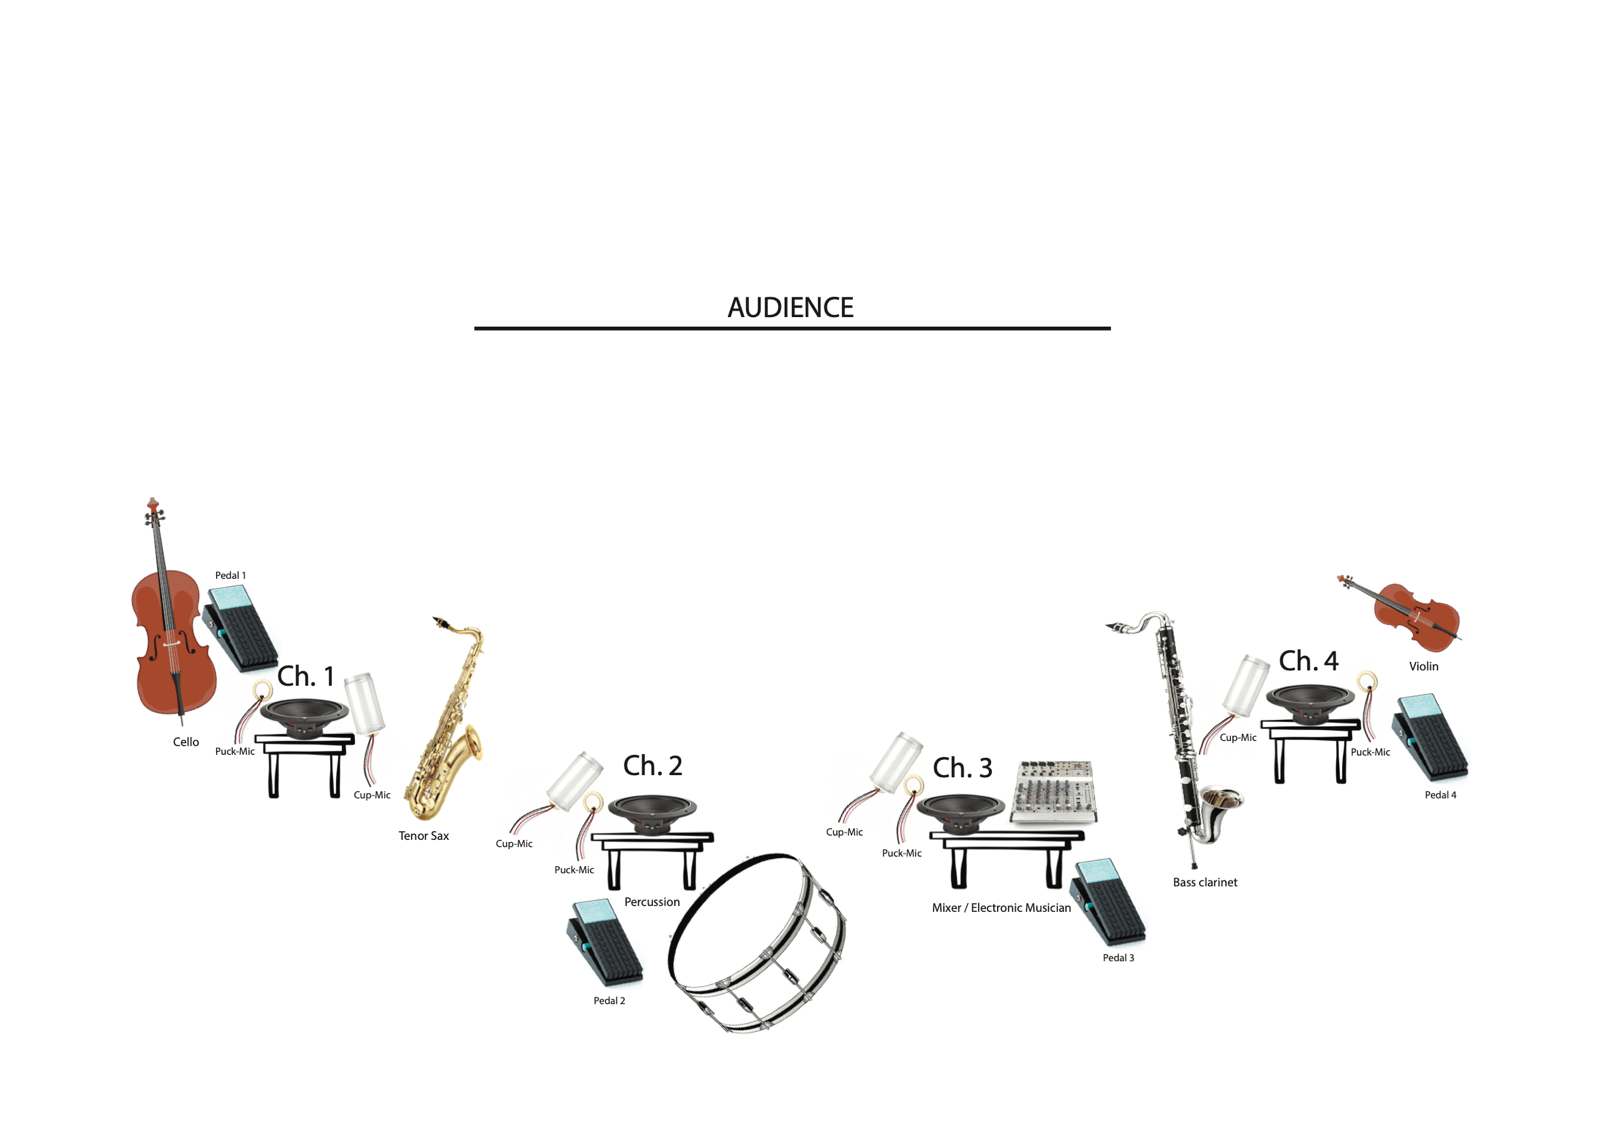 AUDIENCE
Pedal 1
Ch. 1
Cello
Puck-Mic
Cup-Mic
Tenor Sax
Ch. 2
Cup-Mic
Puck-Mic
Percussion
Pedal 2
Ch. 3
Cup-Mic
Puck-Mic
Mixer / Electronic Musician
Pedal 3
Bass clarinet
Ch. 4
Cup-Mic
Puck-Mic
Violin
Pedal 4